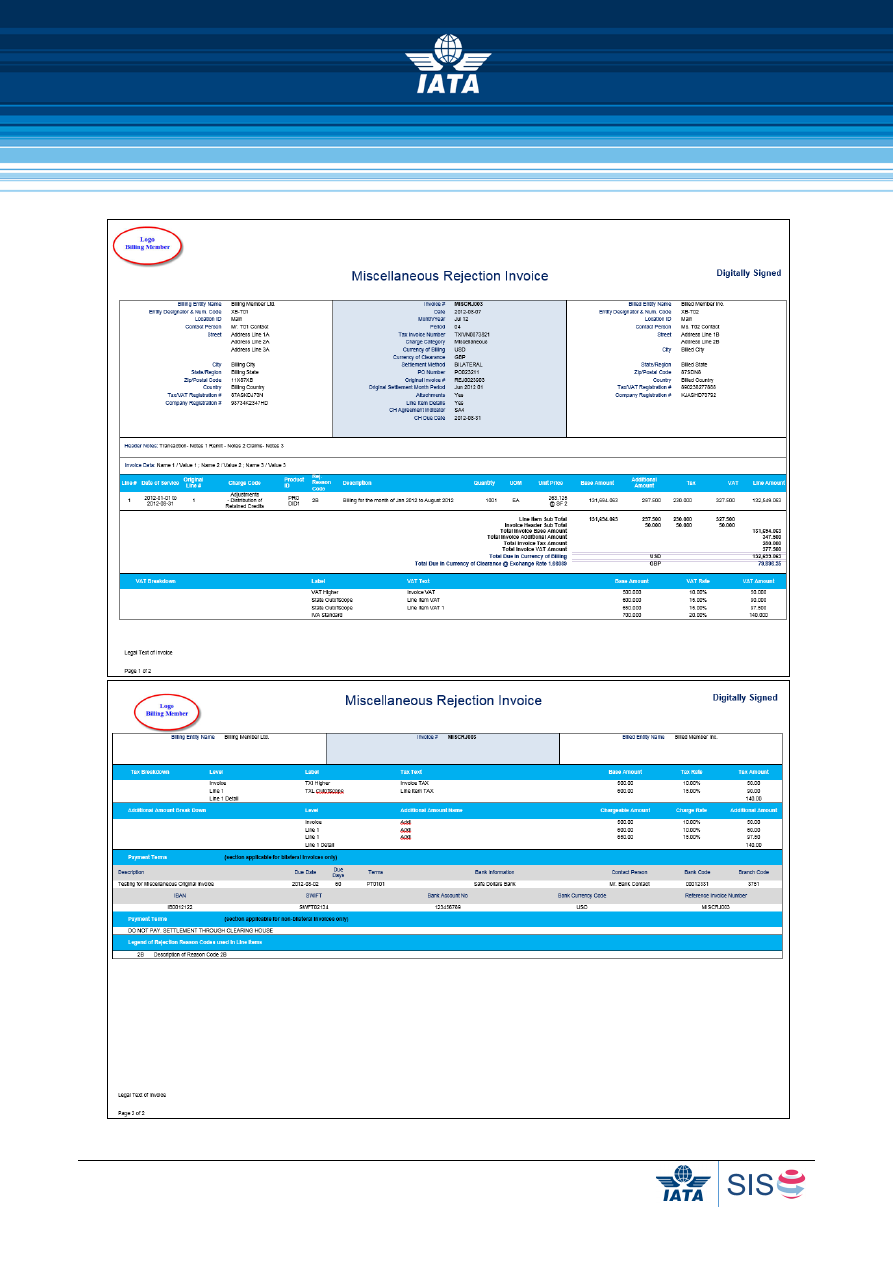 IATA
Logo
Billing Member
Miscellaneous Rejection Invoice
Digitally Signed
Billing Entity Name Billing Member Ltd.
Entity Designator & Num. Code XB-T01
Location ID Main
Contact Person Mr. T01 Contact
Street Address Line 1A
Address Line 2A
Address Line 3A
City Billing City
State/Region Billing State
Zip/Postal Code 11X87XB
Country Billing Country
Tax/VAT Registration # 87ASKDJ73N
Company Registration # 98734K2347HD
Invoice # MISCRJ003
Date 2012-08-07
Month/Year Jul 12
Period 04
Tax Invoice Number
Charge Category Miscellaneous
Currency of Billing USD
Currency of Clearance GBP
Settlement Method BILATERAL
PO Number PO823211
Original Invoice # REJ0023003
Original Settlement Month Period Jun 2012 01
Attachments Yes
Line Item Details Yes
CH Agreement Indicator SA4
CH Due Date 2012-08-31
Billed Entity Name Billed Member Inc.
Entity Designator & Num. Code XB-T02
Location ID Main
Contact Person Ms. T02 Contact
Street Address Line 1B
Address Line 2B
City Billed City
State/Region Billed State
Zip/Postal Code 87SDN8
Country Billed Country
Tax/VAT Registration #
Company Registration # KJASHD73792
Header Notes: Transaction- Notes 1 Remit - Notes 2 Claims- Notes 3
Invoice Data: Name 1 / Value 1 ; Name 2 / Value 2 ; Name 3 / Value 3
Line # Date of Service Original Line # Charge Code Product ID Rej Reason Code Description Quantity UOM Unit Price Base Amount Additional Amount Tax VAT Line Amount
1 2012-01-01 to 2012-08-31 1 Adjustments - Distribution of Retained Credits PRO DID1 2B Billing for the month of Jan 2012 to August 2012 1001 EA 263.126 @ SF 2 131,694.063 297.500 230.000 327.500 132,549.063
Line Item Sub Total 131,694.063 297.500 230.000 327.500
Invoice Header Sub Total 50.000 50.000 50.000
Total Invoice Base Amount 131,694.063
Total Invoice Additional Amount 347.500
Total Invoice Tax Amount 280.000
Total Invoice VAT Amount 377.500
Total Due in Currency of Billing USD 132,699.063
Total Due in Currency of Clearance @ Exchange Rate GBP
VAT Breakdown Label VAT Text Base Amount VAT Rate VAT Amount
VAT Higher Invoice VAT 500.000 10.00% 50.000
State OutofScope Line Item VAT 600.000 15.00% 90.000
State OutofScope Line Item VAT 1 650.000 15.00% 97.500
IVA Standard 700.000 20.00% 140.000
Legal Text of Invoice
Page 1 of 2
Logo
Billing Member
Miscellaneous Rejection Invoice
Digitally Signed
Billing Entity Name Billing Member Ltd.
Invoice # MISCRJ003
Billed Entity Name Billed Member Inc.
Tax Breakdown Level Label Tax Text Base Amount Tax Rate Tax Amount
Invoice TXI Higher Invoice TAX 500.00 10.00% 50.00
Line 1 TXL OutofScope Line Item TAX 600.00 15.00% 90.00
Line 1 Detail 140.00
Additional Amount Break Down Level Additional Amount Name Chargeable Amount Charge Rate Additional Amount
Invoice Addl 500.00 10.00% 50.00
Line 1 Addl 600.00 10.00% 60.00
Line 1 Addl 650.00 15.00% 97.50
Line 1 Detail 140.00
Payment Terms (section applicable for bilateral invoices only)
Description Due Date Due Days Terms Bank Information Contact Person Bank Code Branch Code
Testing for Miscellaneous Original Invoice 2012-08-02 60 PT0101 Safe Dollars Bank Mr. Bank Contact 00012331 3781
IBAN SWIFT Bank Account No Bank Currency Code Reference Invoice Number
IB0012122 SWFT02134 123456789 USD MISCRJ003
Payment Terms (section applicable for non-bilateral invoices only)
DO NOT PAY. SETTLEMENT THROUGH CLEARING HOUSE
Legend of Rejection Reason Codes used in Line Items
2B Description of Reason Code 2B
Legal Text of Invoice
Page 2 of 2
IATA SIS